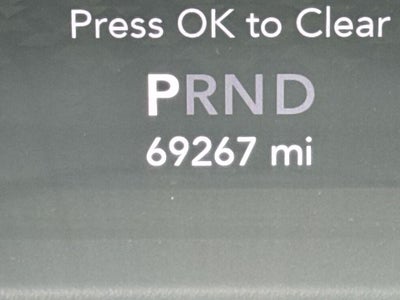 Press OK to Clear
PRND
69267 mi